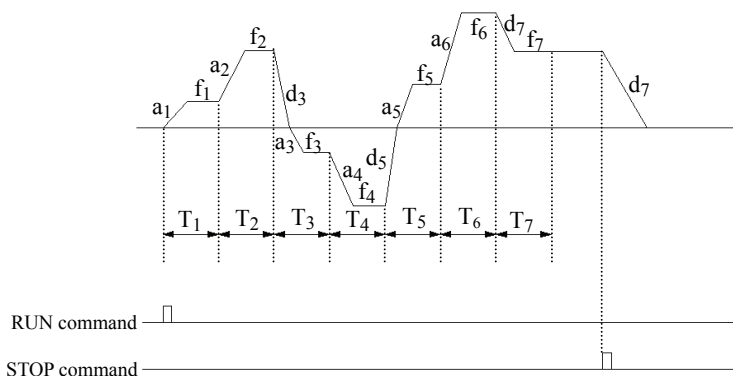 a1 f1 a2 f2 d3 a3 f3 a4 f4 d5 a5 f5 a6 f6 d7 f7 d7
T1 T2 T3 T4 T5 T6 T7
RUN command
STOP command